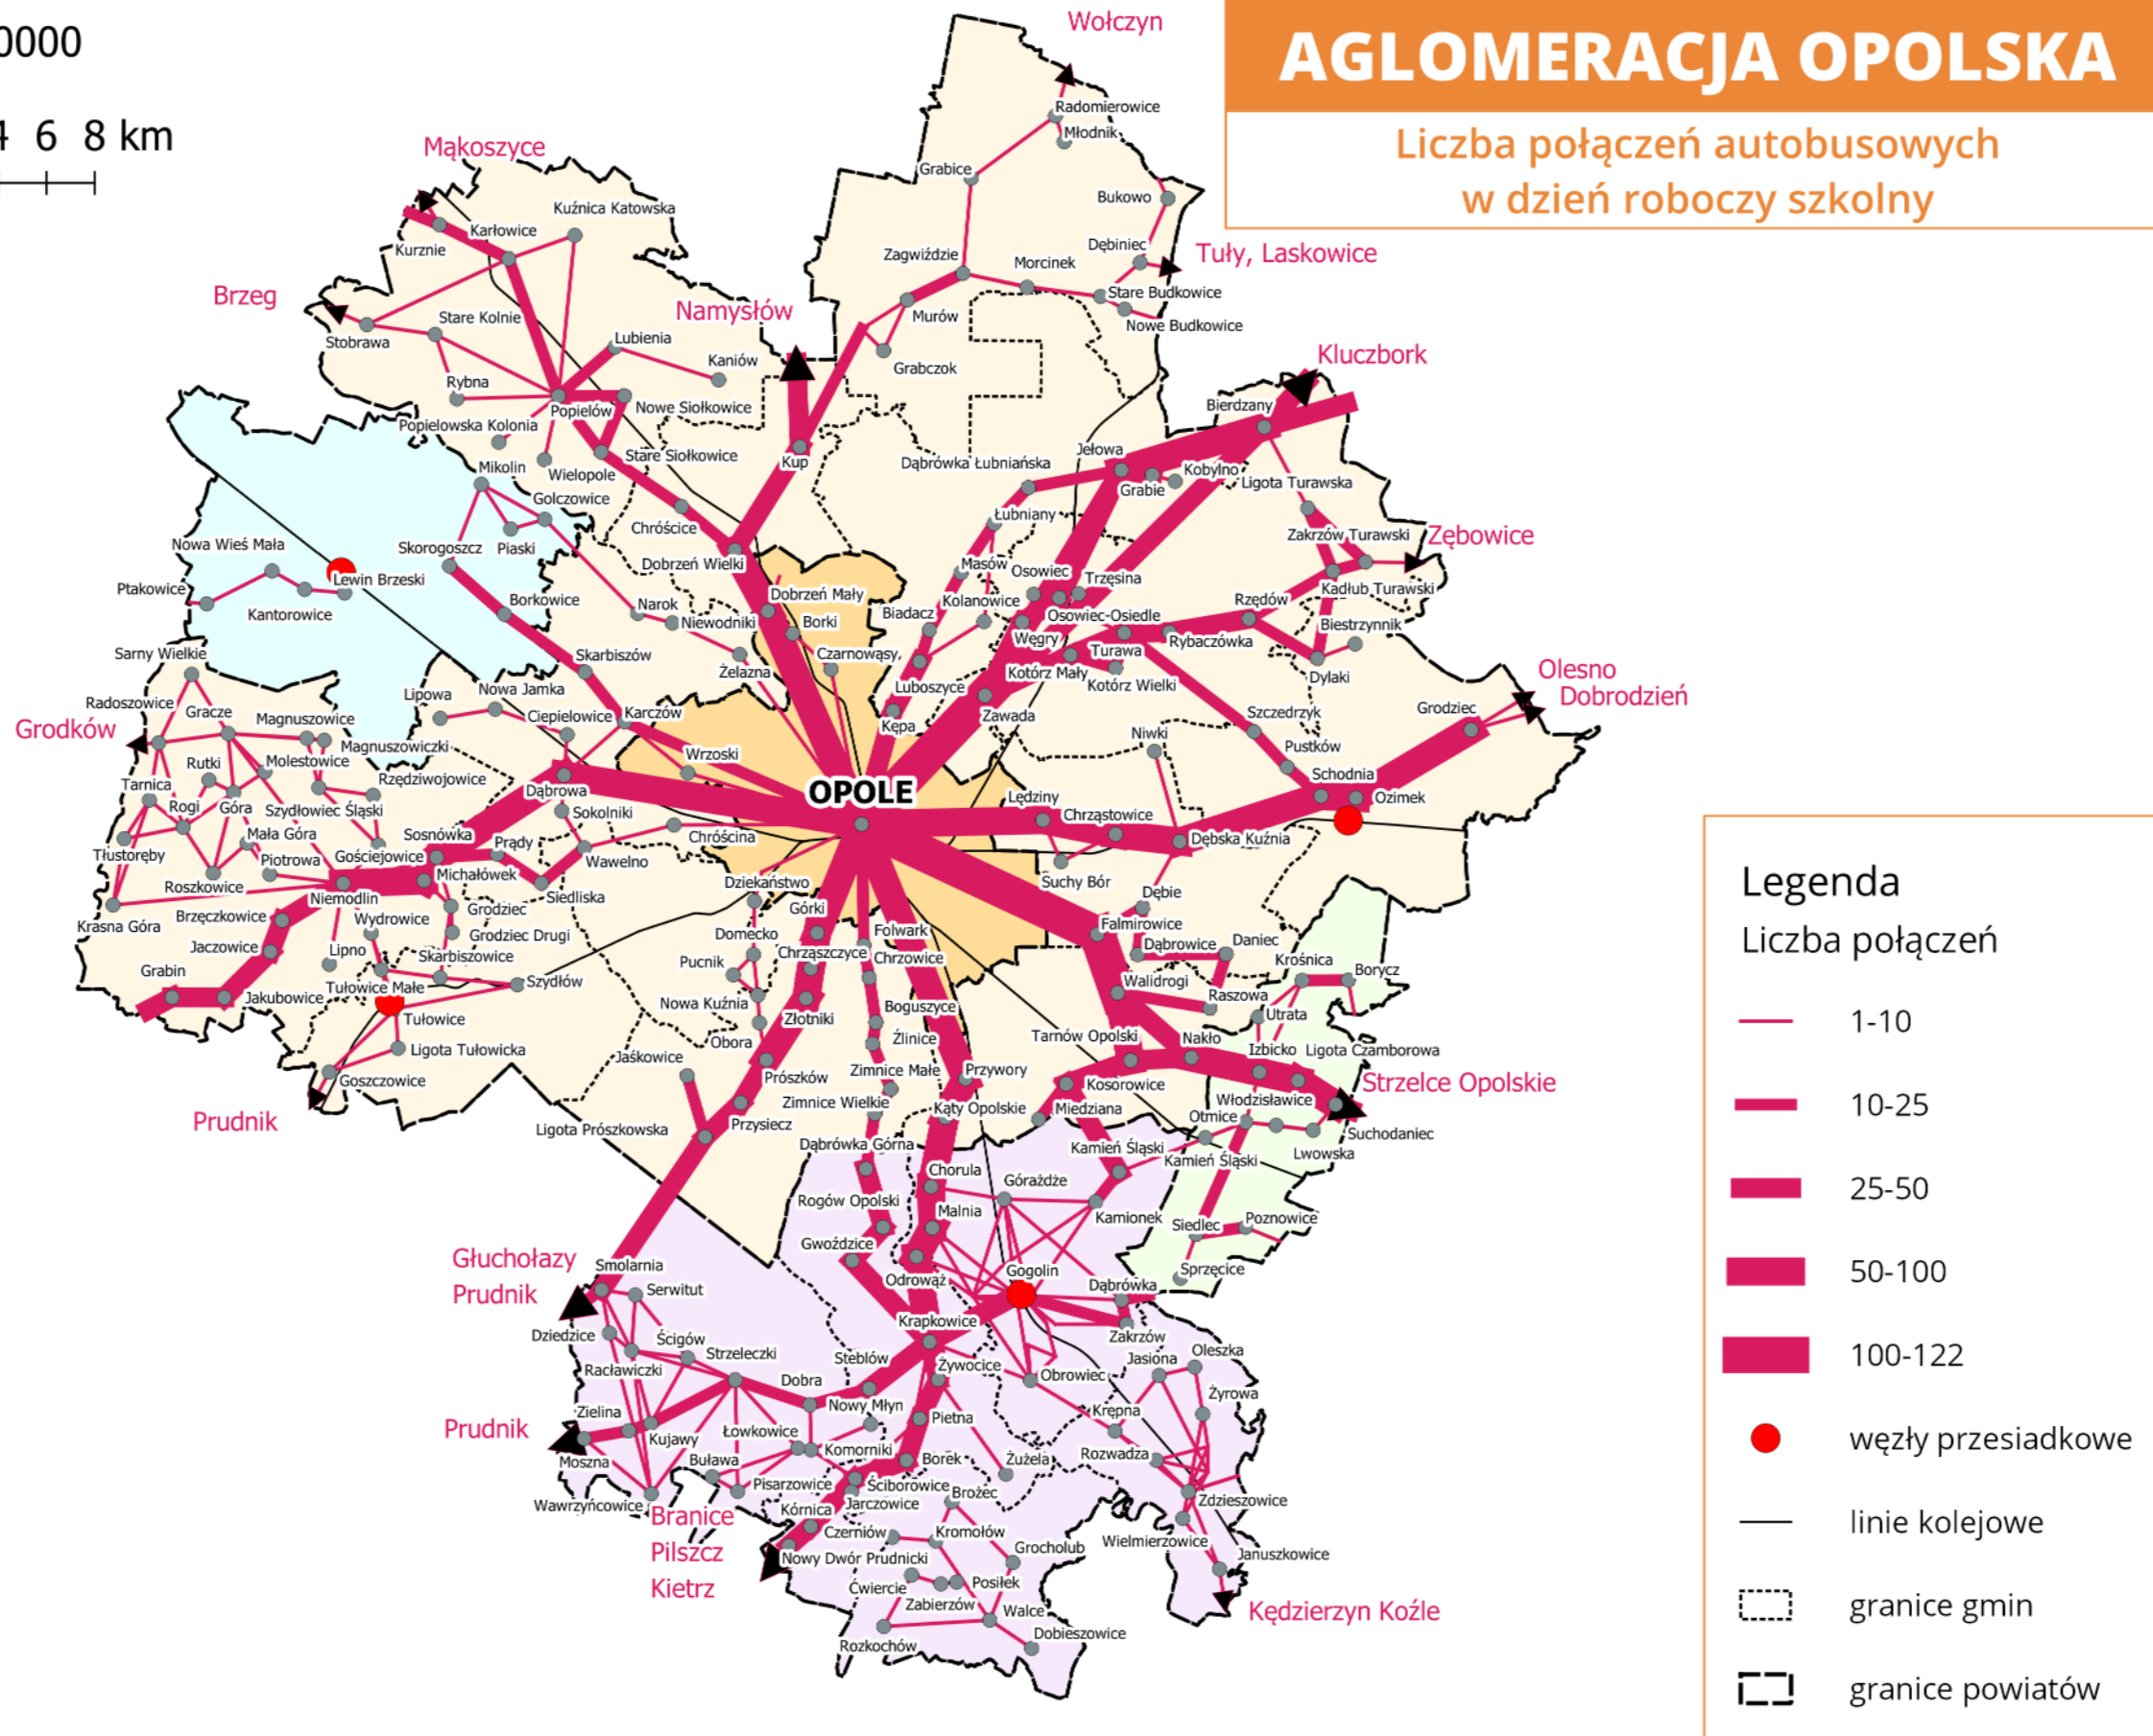 0000
4 6 8 km
AGLOMERACJA OPOLSKA
Liczba połączeń autobusowych
w dzień roboczy szkolny
Wołczyn
Radomierowice
Młodnik
Grabice
Bukowo
Mąkoszyce
Kuźnica Katowska
Karłowice
Kurznie
Dębiniec
Tuły, Laskowice
Zagwiździe
Morcinek
Stare Budkowice
Nowe Budkowice
Brzeg
Namysłów
Murów
Stare Kolnie
Stobrawa
Lubienia
Kaniów
Grabczok
Kluczbork
Rybna
Popielów
Nowe Siołkowice
Bierdzany
Popielowska Kolonia
Stare Siołkowice
Kup
Dąbrówka Łubniańska
Jełowa
Kobylno
Mikolin
Wielopole
Grabie
Ligota Turawska
Golczowice
Łubniany
Chróścice
Zakrzów Turawski
Zębowice
Nowa Wieś Mała
Skorogoszcz
Piaski
Dobrzeń Wielki
Masów
Osowiec
Trzęsina
Lewin Brzeski
Ptakowice
Kadłub Turawski
Kantorowice
Borkowice
Narok
Dobrzeń Mały
Kolanowice
Rzędów
Niewodniki
Borki
Biadacz
Osowiec-Osiedle
Biestrzynnik
Węgry
Rybaczówka
Sarny Wielkie
Skarbiszów
Czarnowąsy,
Turawa
Żelazna
Kotórz Mały
Dylaki
Olesno
Dobrodzień
Luboszyce
Kotórz Wielki
Radoszowice
Lipowa
Nowa Jamka
Gracze
Magnuszowice
Ciepielowice
Karczów
Kępa
Zawada
Szczedrzyk
Grodziec
Grodków
Magnuszowiczki
Niwki
Pustków
Rutki
Molestowice
Wrzoski
Tarnica
Rzędziwojowice
Schodnia
Rogi
Góra
Szydłowiec Śląski
Dąbrowa
OPOLE
Lędziny
Ozimek
Sokolniki
Chrząstowice
Mała Góra
Sosnówka
Prądy
Chróścina
Dębska Kuźnia
Tłustoręby
Piotrowa
Gościejowice
Wawelno
Roszkowice
Michałówek
Dziekaństwo
Suchy Bór
Niemodlin
Siedliska
Dębie
Krasna Góra
Brzęczkowice
Wydrowice
Grodziec
Górki
Falmirowice
Jaczowice
Lipno
Grodziec Drugi
Domecko
Folwark
Dąbrowice
Daniec
Grabin
Skarbiszowice
Pucnik
Chrząszczyce
Chrzowice
Krośnica
Borycz
Jakubowice
Tułowice Małe
Szydłów
Nowa Kuźnia
Walidrogi
Raszowa
Tułowice
Złotniki
Boguszyce
Utrata
Ligota Tułowicka
Jaśkowice
Obora
Źlinice
Tarnów Opolski
Nakło
Izbicko
Ligota Czamborowa
Goszczowice
Prószków
Zimnice Małe
Przywory
Kosorowice
Strzelce Opolskie
Prudnik
Zimnice Wielkie
Kąty Opolskie
Miedziana
Włodzisławice
Ligota Prószkowska
Przysiecz
Otmice
Suchodaniec
Dąbrówka Górna
Kamień Śląski
Kamień Śląski
Lwowska
Chorula
Górażdże
Rogów Opolski
Malnia
Kamionek
Siedlec
Poznowice
Głuchołazy
Prudnik
Smolarnia
Gwoździce
Gogolin
Sprzęcice
Serwitut
Odrowąż
Dąbrówka
Dziedzice
Ścigów
Krapkowice
Zakrzów
Strzeleczki
Steblów
Jasiona
Oleszka
Racławiczki
Żywocice
Obrowiec
Dobra
Żyrowa
Zielina
Nowy Młyn
Pietna
Krępna
Prudnik
Kujawy
Łowkowice
Komorniki
Rozwadza
Moszna
Buława
Borek
Żużela
Wawrzyńcowice
Pisarzowice
Ściborowice
Brożec
Zdzieszowice
Branice
Pilszcz
Kietrz
Kórnica
Jarczowice
Czerniów
Kromołów
Wielmierzowice
Nowy Dwór Prudnicki
Grocholub
Januszkowice
Ćwiercie
Posiłek
Zabierzów
Walce
Kędzierzyn Koźle
Rozkochów
Dobieszowice
Legenda
Liczba połączeń
1-10
10-25
25-50
50-100
100-122
węzły przesiadkowe
linie kolejowe
granice gmin
granice powiatów